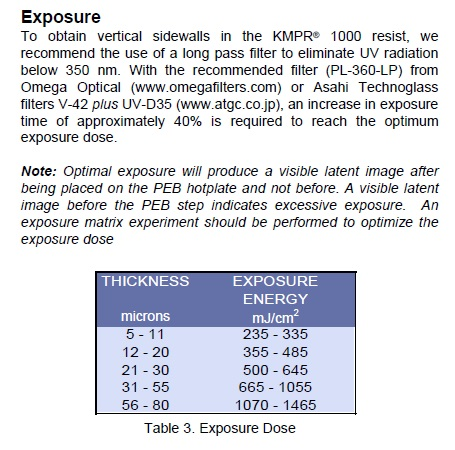 Exposure
To obtain vertical sidewalls in the KMPR® 1000 resist, we
recommend the use of a long pass filter to eliminate UV radiation
below 350 nm. With the recommended filter (PL-360-LP) from
Omega Optical (www.omegafilters.com) or Asahi Technoglass
filters V-42 plus UV-D35 (www.atgc.co.jp), an increase in exposure
time of approximately 40% is required to reach the optimum
exposure dose.
Note: Optimal exposure will produce a visible latent image after
being placed on the PEB hotplate and not before. A visible latent
image before the PEB step indicates excessive exposure. An
exposure matrix experiment should be performed to optimize the
exposure dose
THICKNESS EXPOSURE
ENERGY
microns mJ/cm²
5 - 11 235 - 335
12 - 20 355 - 485
21 - 30 500 - 645
31 - 55 665 - 1055
56 - 80 1070 - 1465
Table 3. Exposure Dose